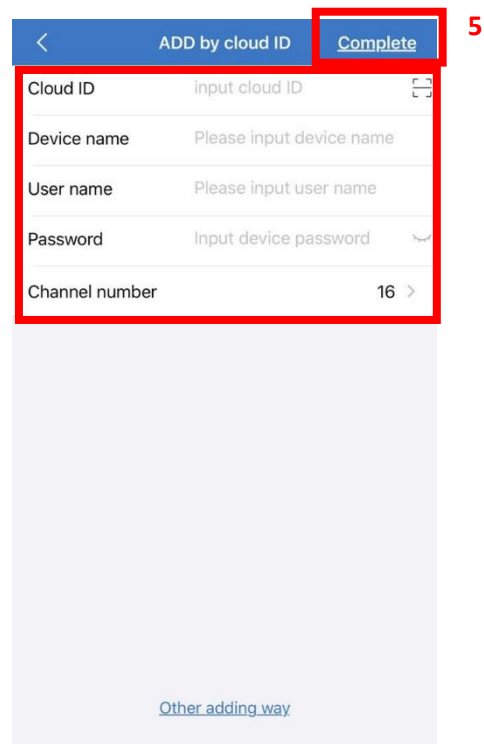 ADD by cloud ID Complete 5
Cloud ID input cloud ID
Device name Please input device name
User name Please input user name
Password Input device password
Channel number 16
Other adding way